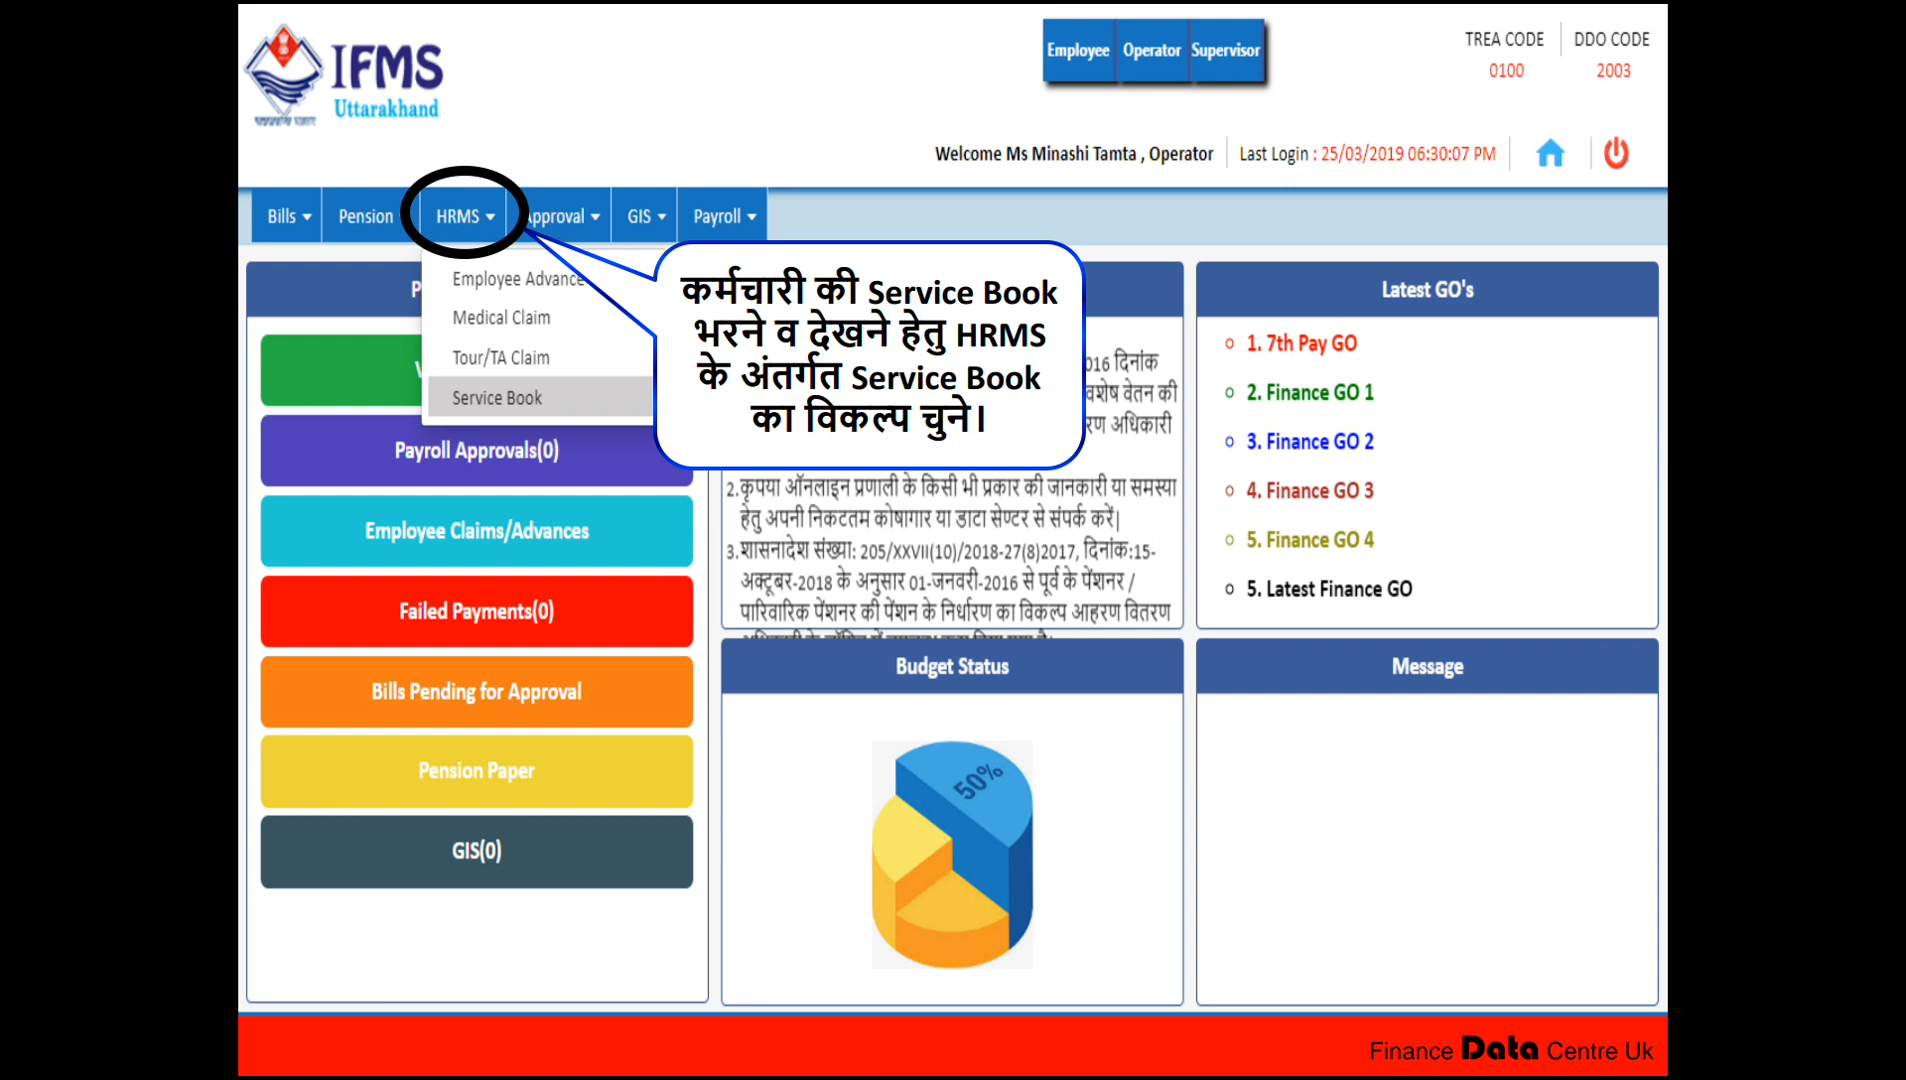 IFMS
Uttarakhand
Employee Operator Supervisor
TREA CODE
0100
DDO CODE
2003
Welcome Ms Minashi Tamta , Operator
Last Login : 25/03/2019 06:30:07 PM
Bills
Pension
HRMS
Approval
GIS
Payroll
Employee Advance
Medical Claim
Tour/TA Claim
Service Book
कर्मचारी की Service Book
भरने व देखने हेतु HRMS
के अंतर्गत Service Book
का विकल्प चुने।
Payroll Approvals(0)
Employee Claims/Advances
Failed Payments(0)
Bills Pending for Approval
Pension Paper
GIS(0)
दिनांक
वेतन की
अधिकारी
2.कृपया ऑनलाइन प्रणाली के किसी भी प्रकार की जानकारी या समस्या
हेतु अपनी निकटतम कोषागार या डाटा सेण्टर से संपर्क करें|
3.शासनादेश संख्या: 205/XXVII(10)/2018-27(8)2017, दिनांक:15-
अक्टूबर-2018 के अनुसार 01-जनवरी-2016 से पूर्व के पेंशनर /
पारिवारिक पेंशनर की पेंशन के निर्धारण का विकल्प आहरण वितरण
Latest GO's
1. 7th Pay GO
2. Finance GO 1
3. Finance GO 2
4. Finance GO 3
5. Finance GO 4
5. Latest Finance GO
Budget Status
50%
Message
Finance Data Centre Uk